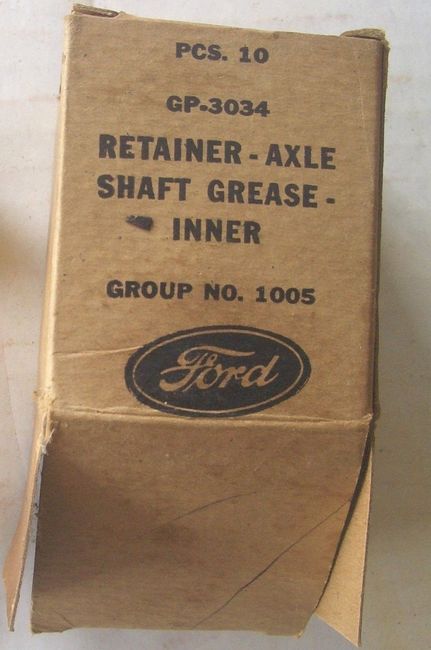 PCS. 10
GP-3034
RETAINER - AXLE
SHAFT GREASE -
INNER
GROUP NO. 1005
Ford